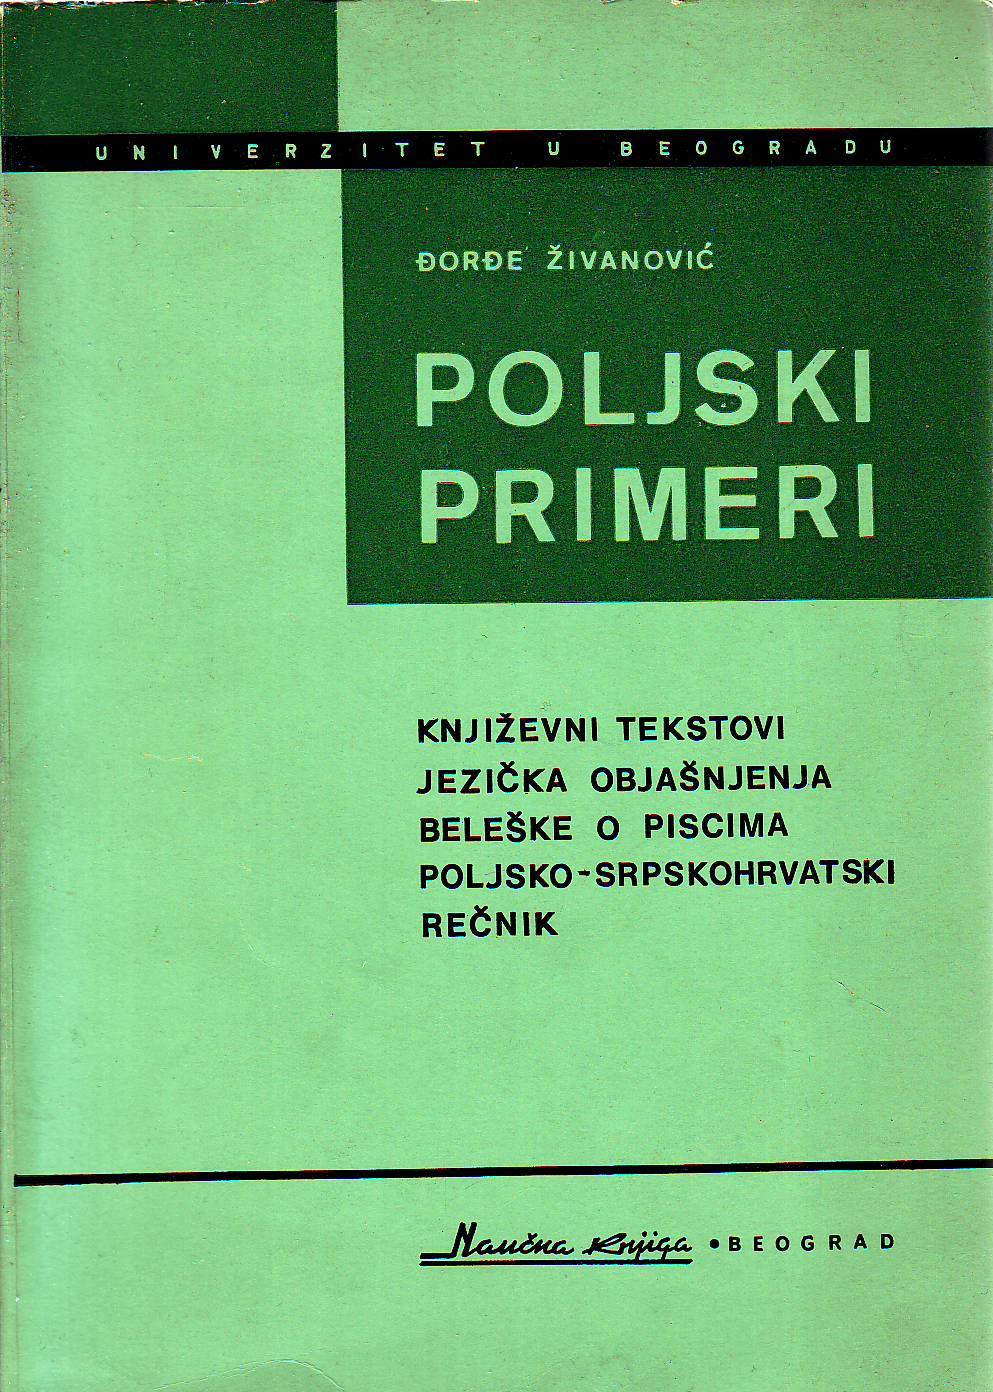 UNIVERZITET U BEOGRADU
ĐORĐE ŽIVANOVIĆ
POLJSKI
PRIMERI
KNJIŽEVNI TEKSTOVI
JEZIČKA OBJAŠNJENJA
BELEŠKE O PISCIMA
POLJSKO-SRPSKOHRVATSKI
REČNIK
Naučna knjiga • BEOGRAD